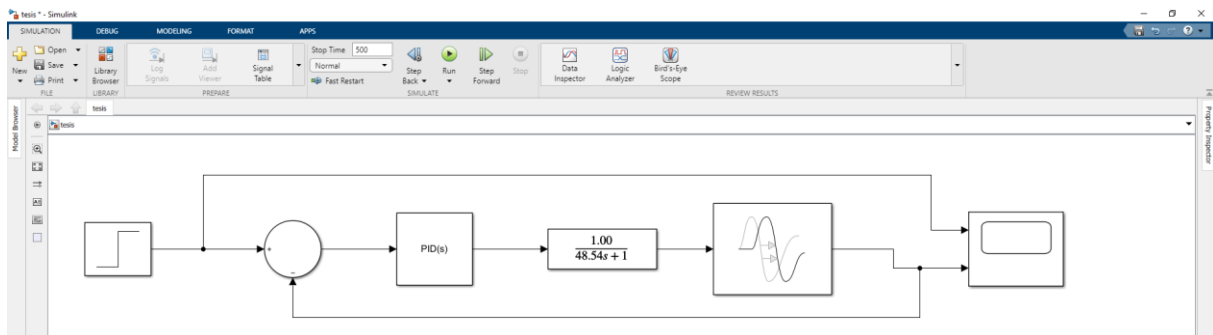 tesis * - Simulink
SIMULATION DEBUG MODELING FORMAT APPS
New
Open
Save
Print
FILE
Library
Browser
LIBRARY
Log
Signals
Add
Viewer
Signal
Table
PREPARE
Stop Time 500
Normal
Fast Restart
Step
Back
Run
Step
Forward
Stop
SIMULATE
Data
Inspector
Logic
Analyzer
Bird's-Eye
Scope
REVIEW RESULTS
Model Browser
tesis
tesis
Property Inspector
+
−
PID(s)
1.00
48.54s + 1